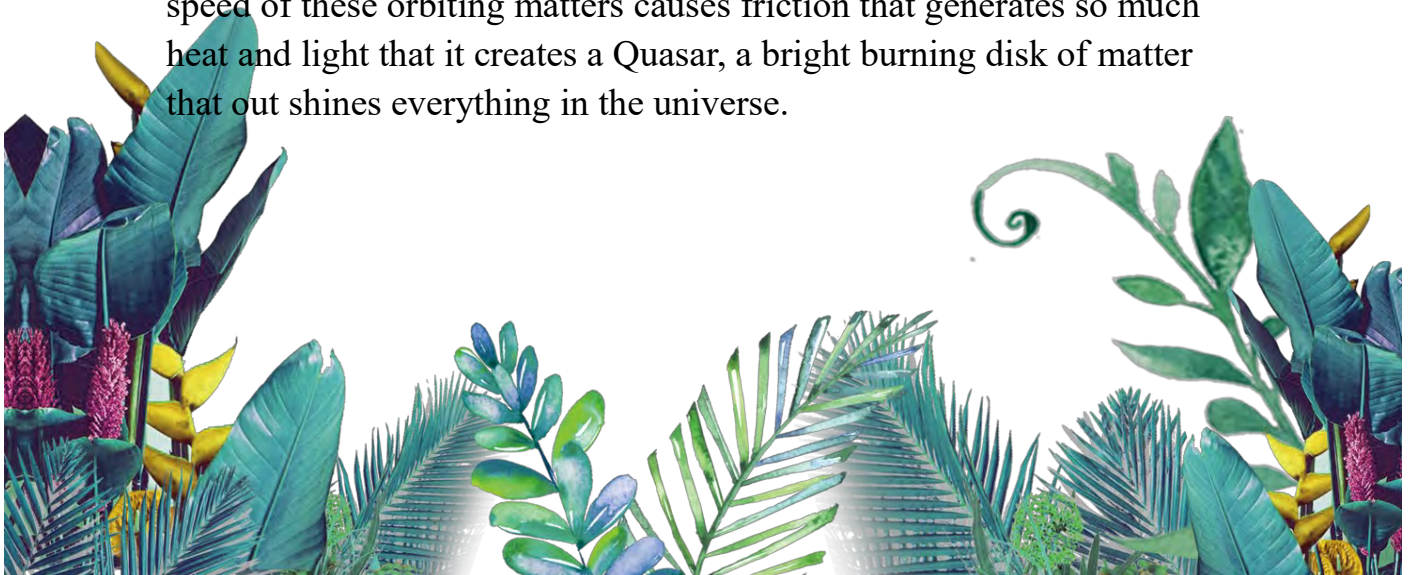 speed of these orbiting matters causes friction that generates so much
heat and light that it creates a Quasar, a bright burning disk of matter
that out shines everything in the universe.